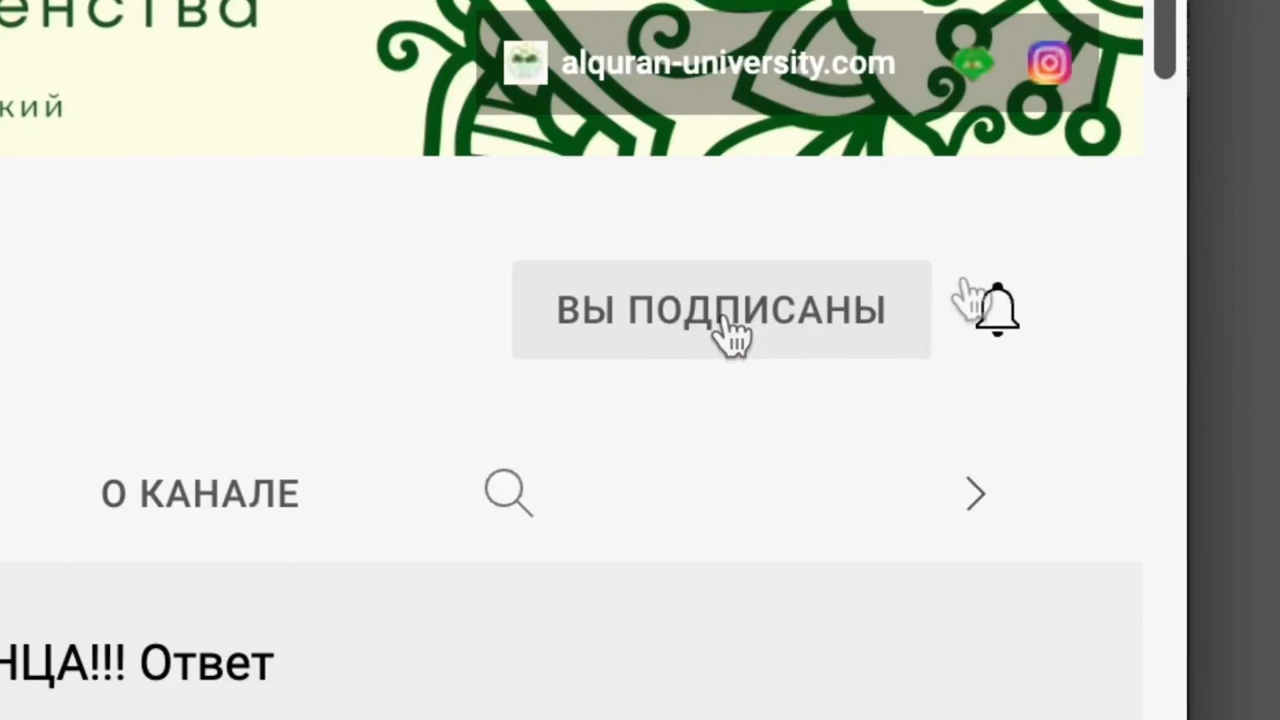 енства
кий
alquran-university.com
ВЫ ПОДПИСАНЫ
О КАНАЛЕ
НЦА!!! Ответ